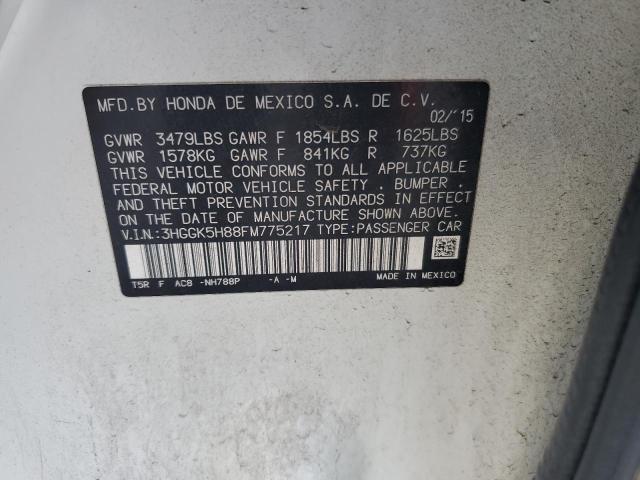 MFD.BY HONDA DE MEXICO S.A. DE C.V.
02/'15
GVWR 3479LBS GAWR F 1854LBS R 1625LBS
GVWR 1578KG GAWR F 841KG R 737KG
THIS VEHICLE CONFORMS TO ALL APPLICABLE
FEDERAL MOTOR VEHICLE SAFETY , BUMPER ,
AND THEFT PREVENTION STANDARDS IN EFFECT
ON THE DATE OF MANUFACTURE SHOWN ABOVE.
V.I.N.:3HGGK5H88FM775217 TYPE:PASSENGER CAR
MADE IN MEXICO
T5R F AC8 -NH788P -A -M